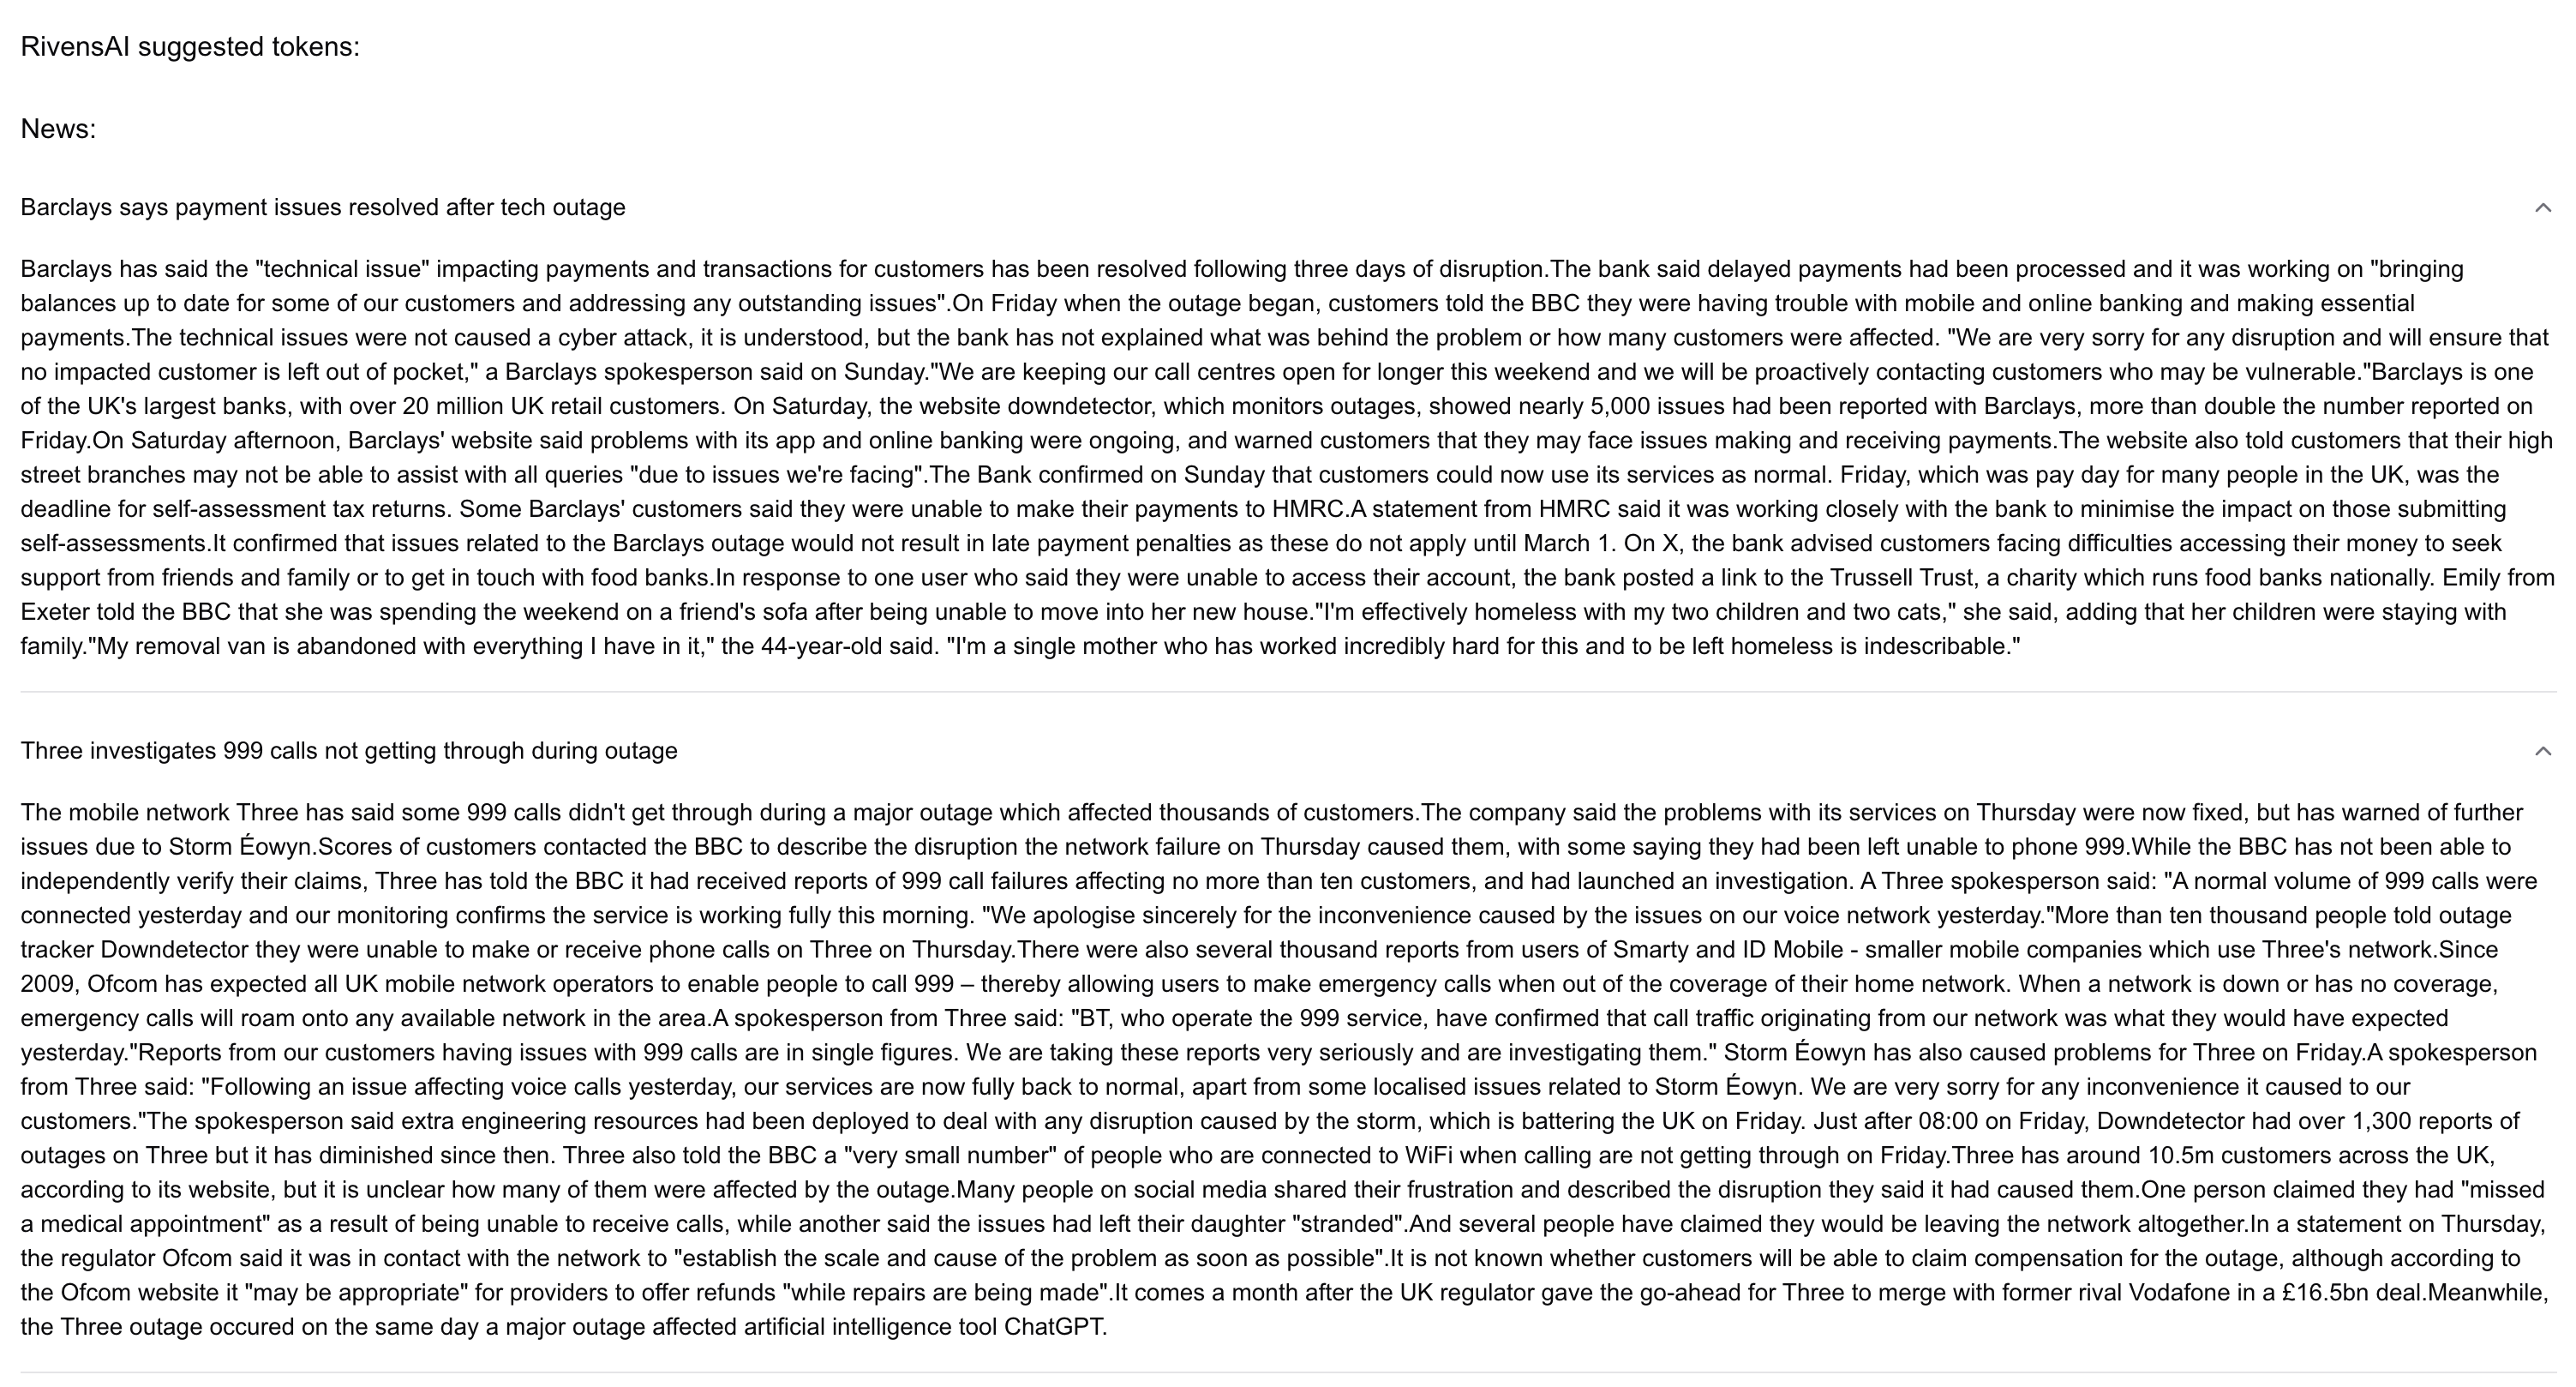 RivensAI suggested tokens:
News:
Barclays says payment issues resolved after tech outage
Barclays has said the "technical issue" impacting payments and transactions for customers has been resolved following three days of disruption.The bank said delayed payments had been processed and it was working on "bringing
balances up to date for some of our customers and addressing any outstanding issues".On Friday when the outage began, customers told the BBC they were having trouble with mobile and online banking and making essential
payments.The technical issues were not caused a cyber attack, it is understood, but the bank has not explained what was behind the problem or how many customers were affected. "We are very sorry for any disruption and will ensure that
no impacted customer is left out of pocket," a Barclays spokesperson said on Sunday."We are keeping our call centres open for longer this weekend and we will be proactively contacting customers who may be vulnerable."Barclays is one
of the UK's largest banks, with over 20 million UK retail customers. On Saturday, the website downdetector, which monitors outages, showed nearly 5,000 issues had been reported with Barclays, more than double the number reported on
Friday.On Saturday afternoon, Barclays' website said problems with its app and online banking were ongoing, and warned customers that they may face issues making and receiving payments.The website also told customers that their high
street branches may not be able to assist with all queries "due to issues we're facing".The Bank confirmed on Sunday that customers could now use its services as normal. Friday, which was pay day for many people in the UK, was the
deadline for self-assessment tax returns. Some Barclays' customers said they were unable to make their payments to HMRC.A statement from HMRC said it was working closely with the bank to minimise the impact on those submitting
self-assessments.It confirmed that issues related to the Barclays outage would not result in late payment penalties as these do not apply until March 1. On X, the bank advised customers facing difficulties accessing their money to seek
support from friends and family or to get in touch with food banks.In response to one user who said they were unable to access their account, the bank posted a link to the Trussell Trust, a charity which runs food banks nationally. Emily from
Exeter told the BBC that she was spending the weekend on a friend's sofa after being unable to move into her new house."I'm effectively homeless with my two children and two cats," she said, adding that her children were staying with
family."My removal van is abandoned with everything I have in it," the 44-year-old said. "I'm a single mother who has worked incredibly hard for this and to be left homeless is indescribable."
Three investigates 999 calls not getting through during outage
The mobile network Three has said some 999 calls didn't get through during a major outage which affected thousands of customers.The company said the problems with its services on Thursday were now fixed, but has warned of further
issues due to Storm Éowyn.Scores of customers contacted the BBC to describe the disruption the network failure on Thursday caused them, with some saying they had been left unable to phone 999.While the BBC has not been able to
independently verify their claims, Three has told the BBC it had received reports of 999 call failures affecting no more than ten customers, and had launched an investigation. A Three spokesperson said: "A normal volume of 999 calls were
connected yesterday and our monitoring confirms the service is working fully this morning. "We apologise sincerely for the inconvenience caused by the issues on our voice network yesterday."More than ten thousand people told outage
tracker Downdetector they were unable to make or receive phone calls on Three on Thursday.There were also several thousand reports from users of Smarty and ID Mobile - smaller mobile companies which use Three's network.Since
2009, Ofcom has expected all UK mobile network operators to enable people to call 999 – thereby allowing users to make emergency calls when out of the coverage of their home network. When a network is down or has no coverage,
emergency calls will roam onto any available network in the area.A spokesperson from Three said: "BT, who operate the 999 service, have confirmed that call traffic originating from our network was what they would have expected
yesterday."Reports from our customers having issues with 999 calls are in single figures. We are taking these reports very seriously and are investigating them." Storm Éowyn has also caused problems for Three on Friday.A spokesperson
from Three said: "Following an issue affecting voice calls yesterday, our services are now fully back to normal, apart from some localised issues related to Storm Éowyn. We are very sorry for any inconvenience it caused to our
customers."The spokesperson said extra engineering resources had been deployed to deal with any disruption caused by the storm, which is battering the UK on Friday. Just after 08:00 on Friday, Downdetector had over 1,300 reports of
outages on Three but it has diminished since then. Three also told the BBC a "very small number" of people who are connected to WiFi when calling are not getting through on Friday.Three has around 10.5m customers across the UK,
according to its website, but it is unclear how many of them were affected by the outage.Many people on social media shared their frustration and described the disruption they said it had caused them.One person claimed they had "missed
a medical appointment" as a result of being unable to receive calls, while another said the issues had left their daughter "stranded".And several people have claimed they would be leaving the network altogether.In a statement on Thursday,
the regulator Ofcom said it was in contact with the network to "establish the scale and cause of the problem as soon as possible".It is not known whether customers will be able to claim compensation for the outage, although according to
the Ofcom website it "may be appropriate" for providers to offer refunds "while repairs are being made".It comes a month after the UK regulator gave the go-ahead for Three to merge with former rival Vodafone in a £16.5bn deal.Meanwhile,
the Three outage occured on the same day a major outage affected artificial intelligence tool ChatGPT.